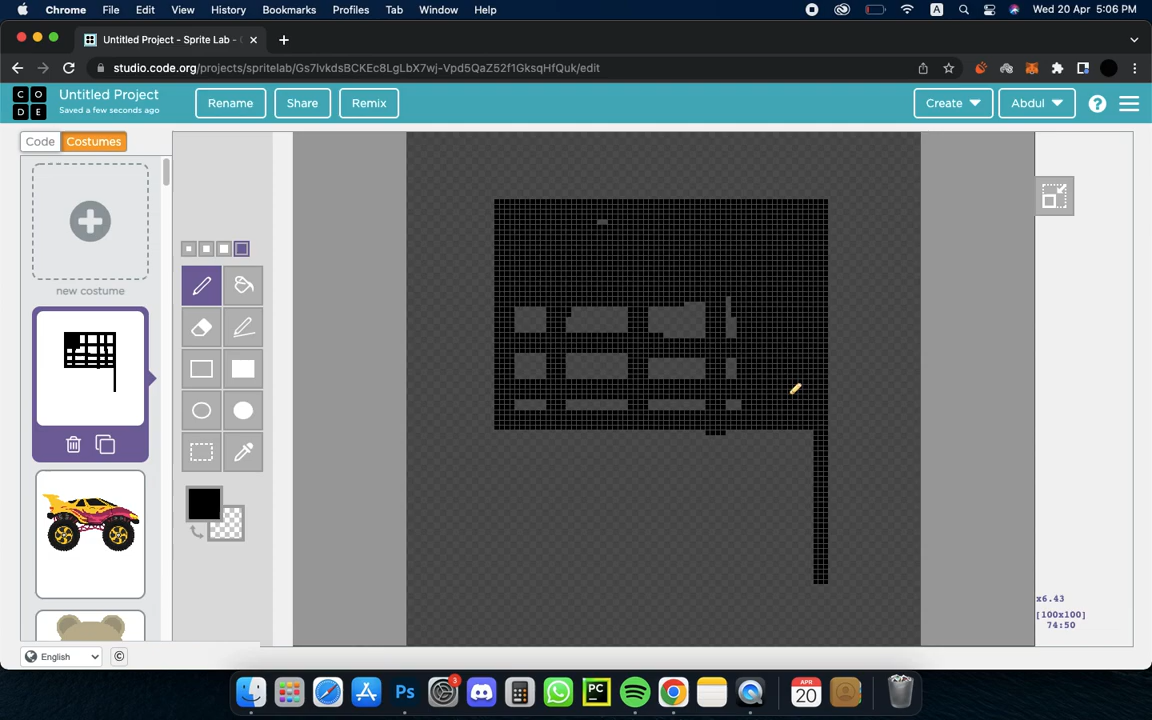 Chrome File Edit View History Bookmarks Profiles Tab Window Help A Wed 20 Apr 5:06 PM
Untitled Project - Sprite Lab -
studio.code.org/projects/spritelab/Gs7lvkdsBCKEc8LgLbX7wj-Vpd5QaZ52f1GksqHfQuk/edit
CODE
Untitled Project
Saved a few seconds ago
Rename Share Remix Create Abdul ?
Code Costumes
new costume
x6.43
[100x100]
74:50
English ©
Ps 3 PC APR 20